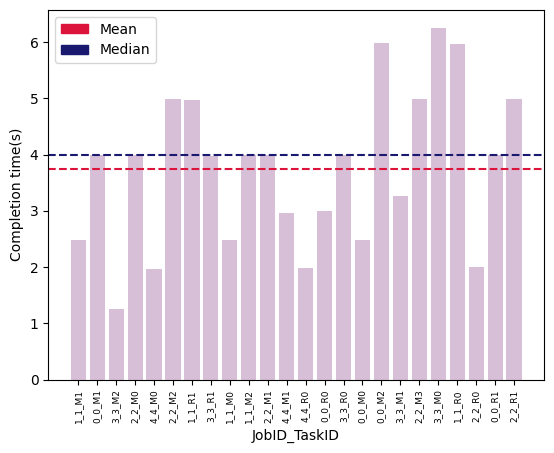 Mean
Median
Completion time(s)
6
5
4
3
2
1
0
1_1_M1
0_0_M1
3_3_M2
2_2_M0
4_4_M0
2_2_M2
1_1_R1
3_3_R1
1_1_M0
1_1_M2
2_2_M1
4_4_M1
4_4_R0
0_0_R0
3_3_R0
0_0_M0
0_0_M2
3_3_M1
2_2_M3
3_3_M0
1_1_R0
2_2_R0
0_0_R1
2_2_R1
JobID_TaskID